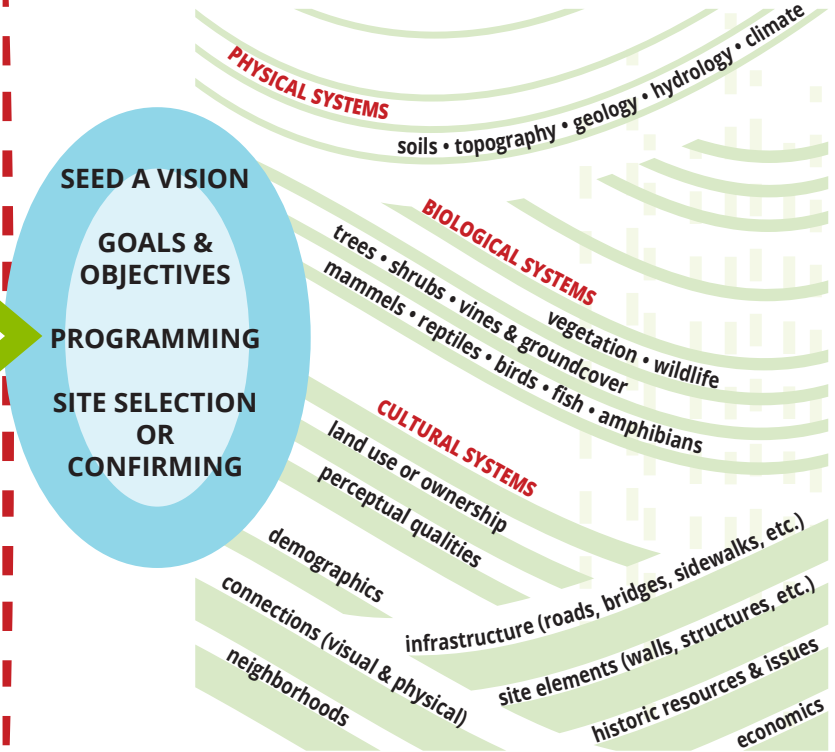 SEED A VISION
GOALS &
OBJECTIVES
PROGRAMMING
SITE SELECTION
OR
CONFIRMING
PHYSICAL SYSTEMS
soils • topography • geology • hydrology • climate
BIOLOGICAL SYSTEMS
vegetation • wildlife
trees • shrubs • vines & groundcover
mammels • reptiles • birds • fish • amphibians
CULTURAL SYSTEMS
land use or ownership
perceptual qualities
demographics
connections (visual & physical)
neighborhoods
infrastructure (roads, bridges, sidewalks, etc.)
site elements (walls, structures, etc.)
historic resources & issues
economics